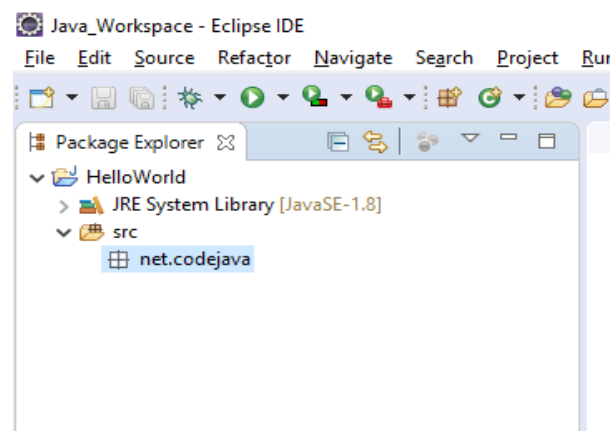 Java_Workspace - Eclipse IDE
File Edit Source Refactor Navigate Search Project
Package Explorer
HelloWorld
JRE System Library [JavaSE-1.8]
src
net.codejava